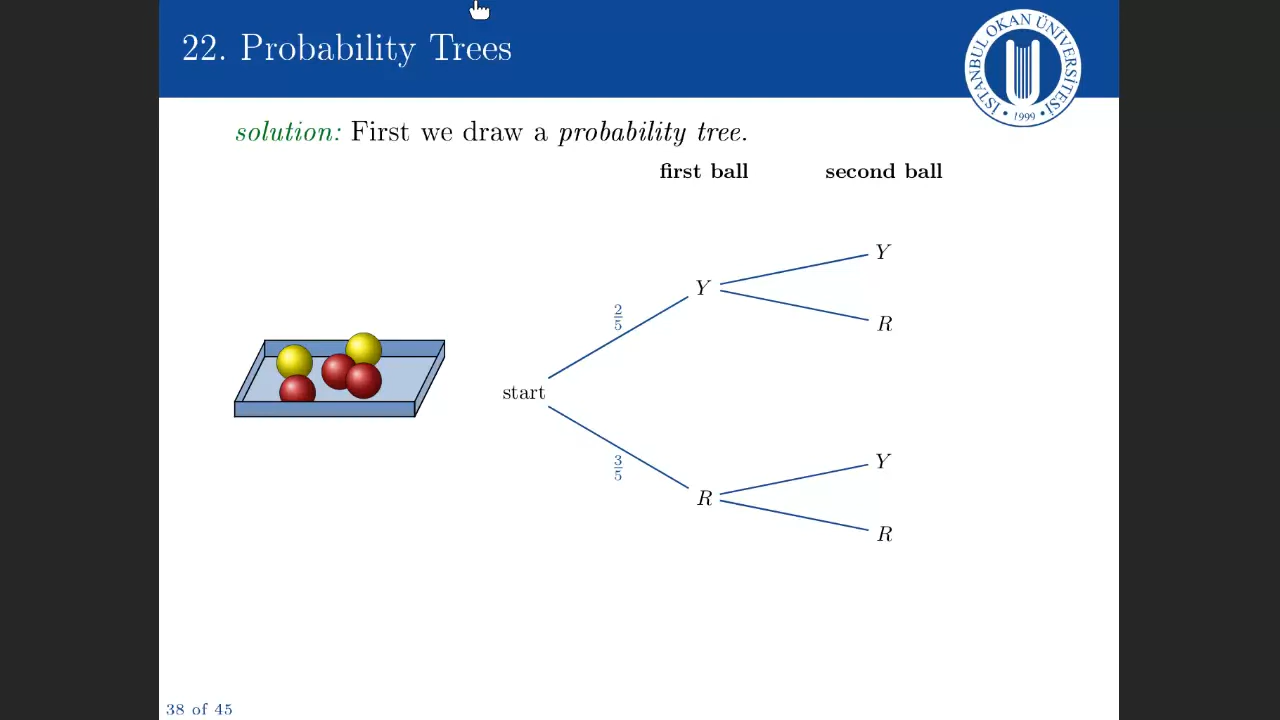 22. Probability Trees
İSTANBUL OKAN ÜNİVERSİTESİ
• 1999 •
solution: First we draw a probability tree.
first ball second ball
Y
Y
2/5
R
start
3/5
Y
R
R
38 of 45